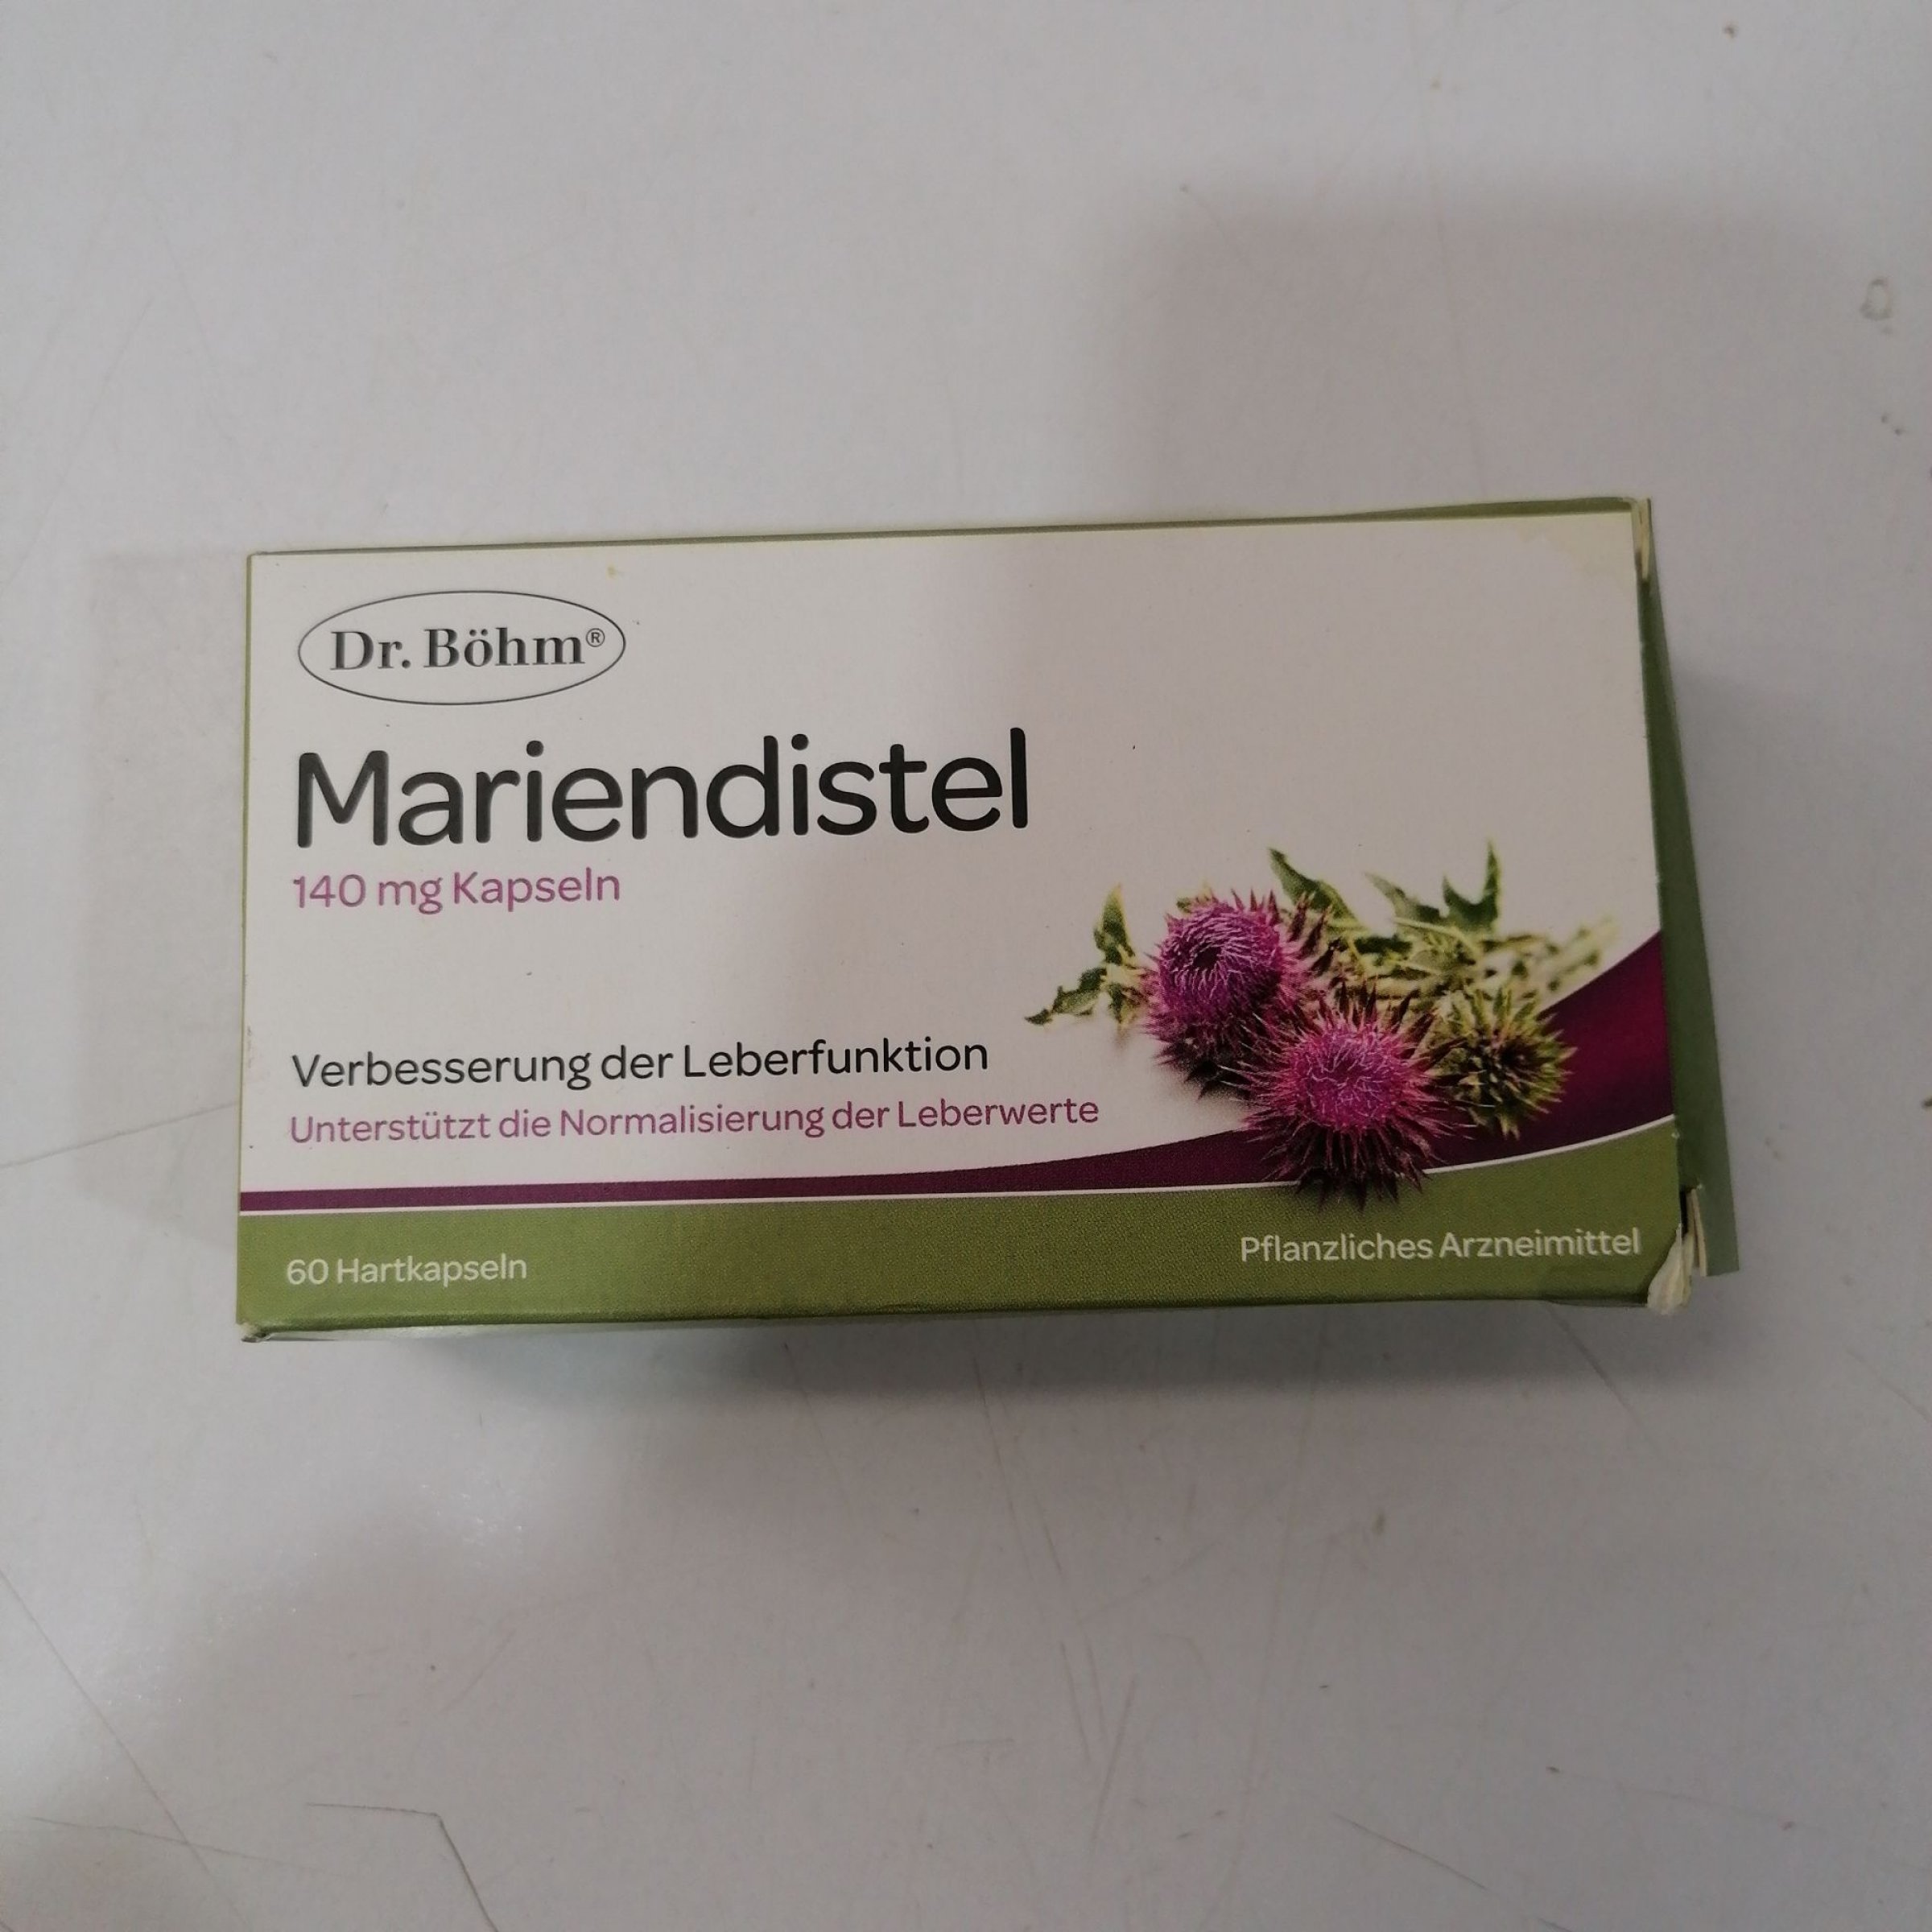 Dr. Böhm®
Mariendistel
140 mg Kapseln
Verbesserung der Leberfunktion
Unterstützt die Normalisierung der Leberwerte
60 Hartkapseln
Pflanzliches Arzneimittel